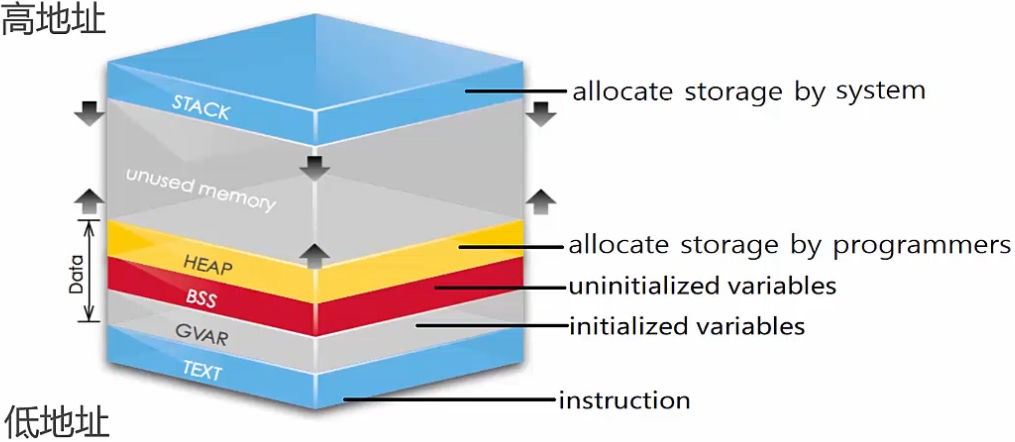 高地址
STACK
allocate storage by system
unused memory
Data
HEAP
allocate storage by programmers
BSS
uninitialized variables
GVAR
initialized variables
TEXT
instruction
低地址